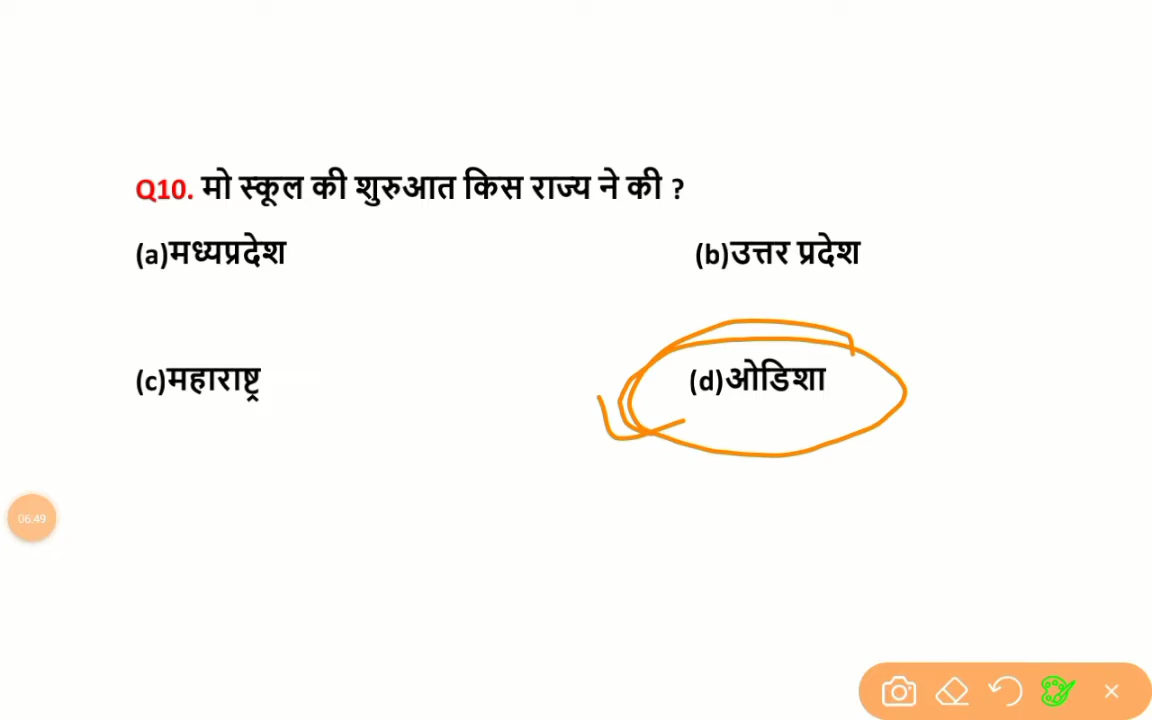 Q10. मो स्कूल की शुरुआत किस राज्य ने की ?
(a)मध्यप्रदेश (b)उत्तर प्रदेश
(c)महाराष्ट्र (d)ओडिशा
06:49